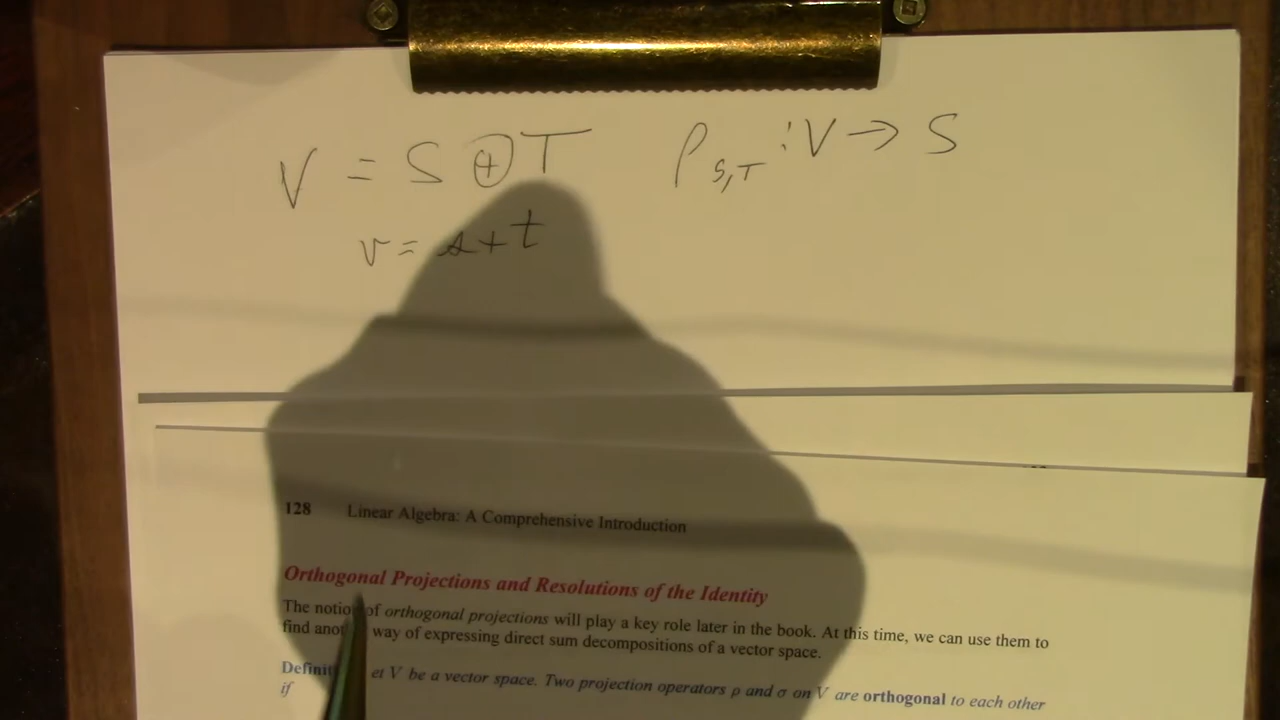 V = S ⊕ T ρ_{S,T} : V → S
v = s + t
128 Linear Algebra: A Comprehensive Introduction
Orthogonal Projections and Resolutions of the Identity
The notion of orthogonal projections will play a key role later in the book. At this time, we can use them to
find way of expressing direct sum decompositions of a vector space.
V be a vector space. Two projection operators ρ and σ on V are orthogonal to each other
if